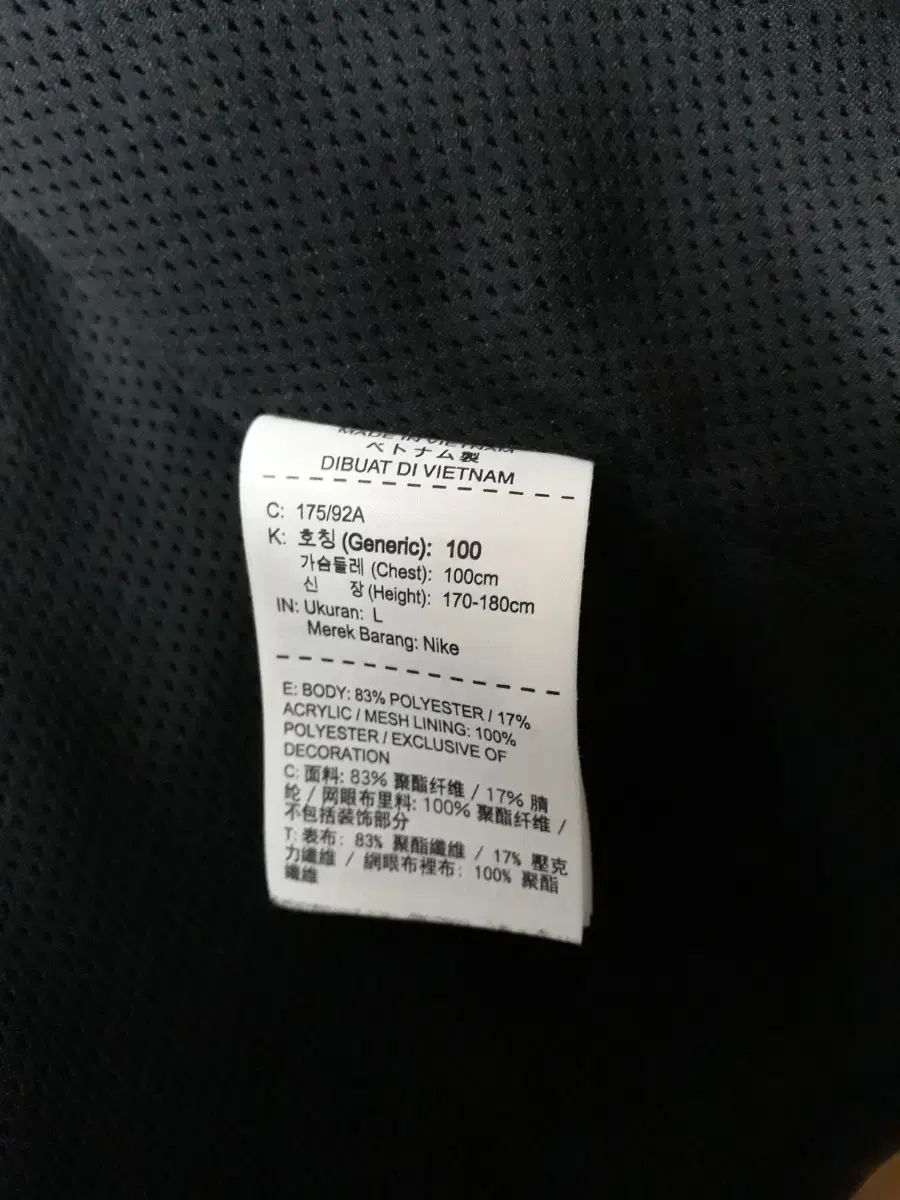 MADE IN VIETNAM
ベトナム製
DIBUAT DI VIETNAM
C: 175/92A
K: 호칭 (Generic): 100
가슴둘레 (Chest): 100cm
신 장 (Height): 170-180cm
IN: Ukuran: L
Merek Barang: Nike
E: BODY: 83% POLYESTER / 17%
ACRYLIC / MESH LINING: 100%
POLYESTER / EXCLUSIVE OF
DECORATION
C: 面料: 83% 聚酯纤维 / 17% 腈
纶 / 网眼布里料: 100% 聚酯纤维 /
不包括装饰部分
T: 表布: 83% 聚酯纖維 / 17% 壓克
力纖維 / 網眼布裡布: 100% 聚酯
纖維